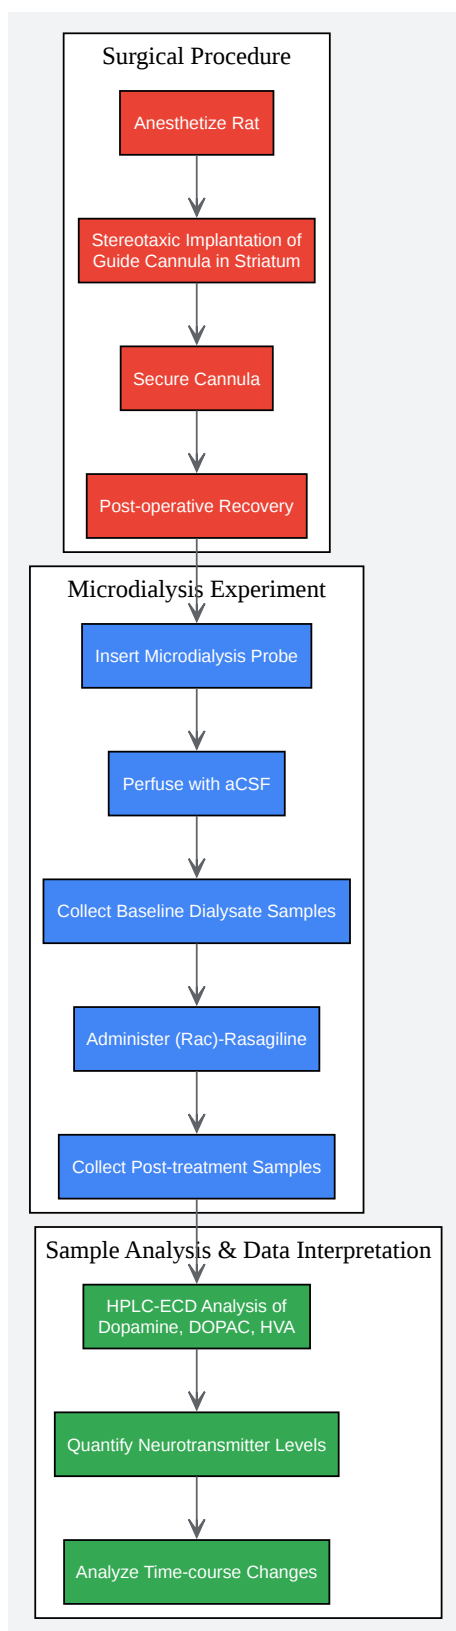 Surgical Procedure
Anesthetize Rat
Stereotaxic Implantation of
Guide Cannula in Striatum
Secure Cannula
Post-operative Recovery
Microdialysis Experiment
Insert Microdialysis Probe
Perfuse with aCSF
Collect Baseline Dialysate Samples
Administer (Rac)-Rasagiline
Collect Post-treatment Samples
Sample Analysis & Data Interpretation
HPLC-ECD Analysis of
Dopamine, DOPAC, HVA
Quantify Neurotransmitter Levels
Analyze Time-course Changes